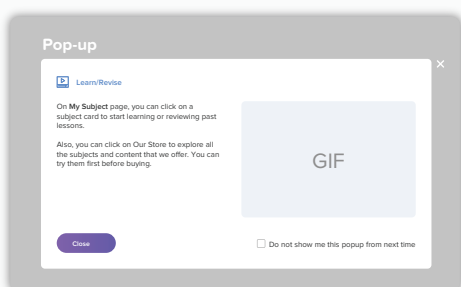 Pop-up
Learn/Revise
On My Subject page, you can click on a
subject card to start learning or reviewing past
lessons.
Also, you can click on Our Store to explore all
the subjects and content that we offer. You can
try them first before buying.
GIF
Close
Do not show me this popup from next time